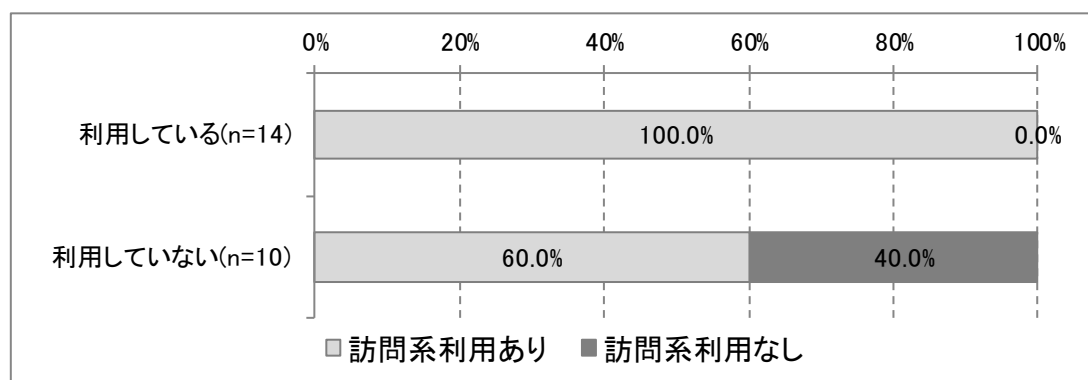 0% 20% 40% 60% 80% 100%
利用している(n=14) 100.0% 0.0%
利用していない(n=10) 60.0% 40.0%
訪問系利用あり 訪問系利用なし